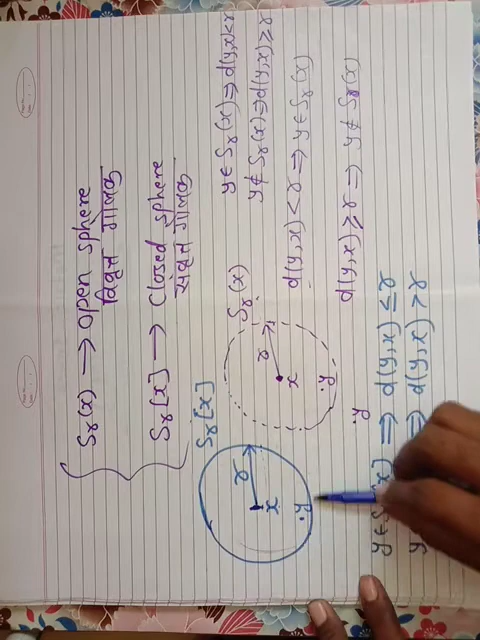 Sᵣ(x) → open sphere
विवृत गोलक
Sᵣ[x] → Closed sphere
संवृत गोलक
Sᵣ[x]
r
x
y
Sᵣ(x)
r
x
y
y
y ∈ Sᵣ(x) ⇒ d(y,x) < r
y ∉ Sᵣ(x) ⇒ d(y,x) ≥ r
d(y,x) < r ⇒ y ∈ Sᵣ(x)
d(y,x) ≥ r ⇒ y ∉ Sᵣ(x)
y ∈ S x] ⇒ d(y,x) ≤ r
y ⇒ d(y,x) > r